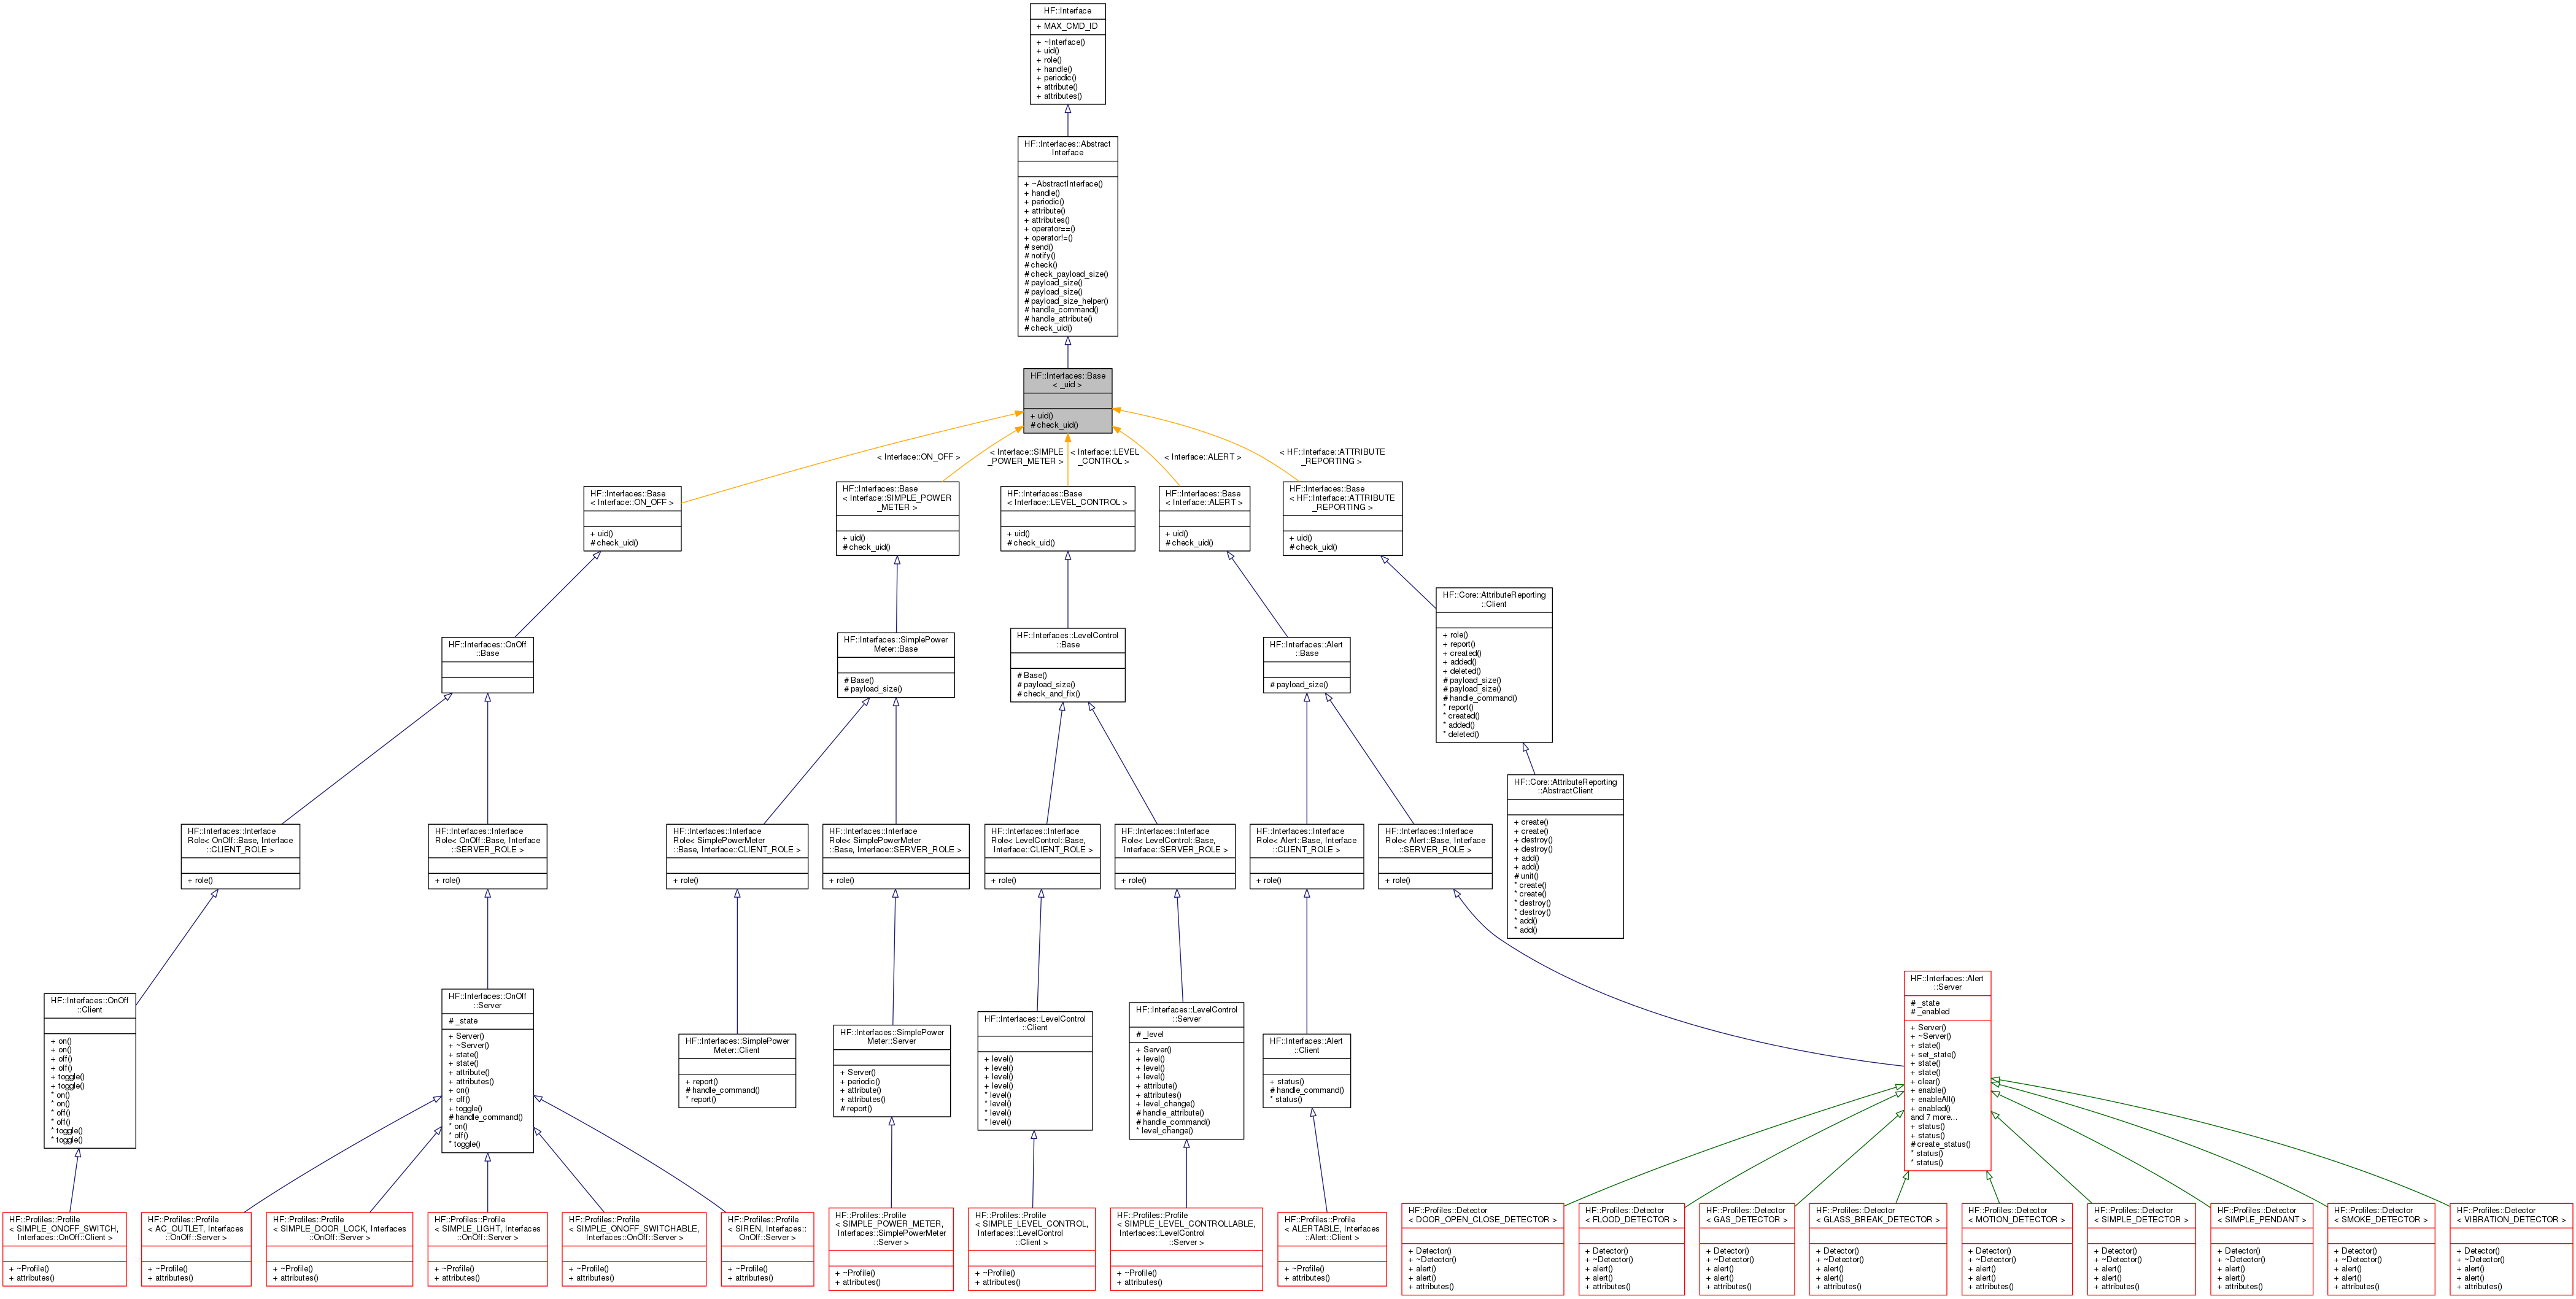 HF::Interface
+ MAX_CMD_ID
+ ~Interface()
+ uid()
+ role()
+ handle()
+ periodic()
+ attribute()
+ attributes()
HF::Interfaces::Abstract
Interface
+ ~AbstractInterface()
+ handle()
+ periodic()
+ attribute()
+ attributes()
+ operator==()
+ operator!=()
# send()
# notify()
# check()
# check_payload_size()
# payload_size()
# payload_size()
# payload_size_helper()
# handle_command()
# handle_attribute()
# check_uid()
HF::Interfaces::Base
< _uid >
+ uid()
# check_uid()
< Interface::ON_OFF >
< Interface::SIMPLE
_POWER_METER >
< Interface::LEVEL
_CONTROL >
< Interface::ALERT >
< HF::Interface::ATTRIBUTE
_REPORTING >
HF::Interfaces::Base
< Interface::ON_OFF >
+ uid()
# check_uid()
HF::Interfaces::Base
< Interface::SIMPLE_POWER
_METER >
+ uid()
# check_uid()
HF::Interfaces::Base
< Interface::LEVEL_CONTROL >
+ uid()
# check_uid()
HF::Interfaces::Base
< Interface::ALERT >
+ uid()
# check_uid()
HF::Interfaces::Base
< HF::Interface::ATTRIBUTE
_REPORTING >
+ uid()
# check_uid()
HF::Core::AttributeReporting
::Client
+ role()
+ report()
+ created()
+ added()
+ deleted()
# payload_size()
# payload_size()
# handle_command()
* report()
* created()
* added()
* deleted()
HF::Interfaces::OnOff
::Base
HF::Interfaces::SimplePower
Meter::Base
# Base()
# payload_size()
HF::Interfaces::LevelControl
::Base
# Base()
# payload_size()
# check_and_fix()
HF::Interfaces::Alert
::Base
# payload_size()
HF::Core::AttributeReporting
::AbstractClient
+ create()
+ create()
+ destroy()
+ destroy()
+ add()
+ add()
# unit()
* create()
* create()
* destroy()
* destroy()
* add()
* add()
HF::Interfaces::Interface
Role< OnOff::Base, Interface
::CLIENT_ROLE >
+ role()
HF::Interfaces::Interface
Role< OnOff::Base, Interface
::SERVER_ROLE >
+ role()
HF::Interfaces::Interface
Role< SimplePowerMeter
::Base, Interface::CLIENT_ROLE >
+ role()
HF::Interfaces::Interface
Role< SimplePowerMeter
::Base, Interface::SERVER_ROLE >
+ role()
HF::Interfaces::Interface
Role< LevelControl::Base,
Interface::CLIENT_ROLE >
+ role()
HF::Interfaces::Interface
Role< LevelControl::Base,
Interface::SERVER_ROLE >
+ role()
HF::Interfaces::Interface
Role< Alert::Base, Interface
::CLIENT_ROLE >
+ role()
HF::Interfaces::Interface
Role< Alert::Base, Interface
::SERVER_ROLE >
+ role()
HF::Interfaces::OnOff
::Client
+ on()
+ on()
+ off()
+ off()
+ toggle()
+ toggle()
* on()
* on()
* off()
* off()
* toggle()
* toggle()
HF::Interfaces::OnOff
::Server
# _state
+ Server()
+ ~Server()
+ state()
+ state()
+ attribute()
+ attributes()
+ on()
+ off()
+ toggle()
# handle_command()
* on()
* off()
* toggle()
HF::Interfaces::SimplePower
Meter::Client
+ report()
# handle_command()
* report()
HF::Interfaces::SimplePower
Meter::Server
+ Server()
+ periodic()
+ attribute()
+ attributes()
# report()
HF::Interfaces::LevelControl
::Client
+ level()
+ level()
+ level()
+ level()
* level()
* level()
* level()
* level()
HF::Interfaces::LevelControl
::Server
# _level
+ Server()
+ level()
+ level()
+ level()
+ attribute()
+ attributes()
+ level_change()
# handle_attribute()
# handle_command()
* level_change()
HF::Interfaces::Alert
::Client
+ status()
# handle_command()
* status()
HF::Interfaces::Alert
::Server
# _state
# _enabled
+ Server()
+ ~Server()
+ state()
+ set_state()
+ state()
+ state()
+ clear()
+ enable()
+ enableAll()
+ enabled()
and 7 more...
+ status()
+ status()
# create_status()
* status()
* status()
HF::Profiles::Profile
< SIMPLE_ONOFF_SWITCH,
Interfaces::OnOff::Client >
+ ~Profile()
+ attributes()
HF::Profiles::Profile
< AC_OUTLET, Interfaces
::OnOff::Server >
+ ~Profile()
+ attributes()
HF::Profiles::Profile
< SIMPLE_DOOR_LOCK, Interfaces
::OnOff::Server >
+ ~Profile()
+ attributes()
HF::Profiles::Profile
< SIMPLE_LIGHT, Interfaces
::OnOff::Server >
+ ~Profile()
+ attributes()
HF::Profiles::Profile
< SIMPLE_ONOFF_SWITCHABLE,
Interfaces::OnOff::Server >
+ ~Profile()
+ attributes()
HF::Profiles::Profile
< SIREN, Interfaces::
OnOff::Server >
+ ~Profile()
+ attributes()
HF::Profiles::Profile
< SIMPLE_POWER_METER,
Interfaces::SimplePowerMeter
::Server >
+ ~Profile()
+ attributes()
HF::Profiles::Profile
< SIMPLE_LEVEL_CONTROL,
Interfaces::LevelControl
::Client >
+ ~Profile()
+ attributes()
HF::Profiles::Profile
< SIMPLE_LEVEL_CONTROLLABLE,
Interfaces::LevelControl
::Server >
+ ~Profile()
+ attributes()
HF::Profiles::Profile
< ALERTABLE, Interfaces
::Alert::Client >
+ ~Profile()
+ attributes()
HF::Profiles::Detector
< DOOR_OPEN_CLOSE_DETECTOR >
+ Detector()
+ ~Detector()
+ alert()
+ alert()
+ attributes()
HF::Profiles::Detector
< FLOOD_DETECTOR >
+ Detector()
+ ~Detector()
+ alert()
+ alert()
+ attributes()
HF::Profiles::Detector
< GAS_DETECTOR >
+ Detector()
+ ~Detector()
+ alert()
+ alert()
+ attributes()
HF::Profiles::Detector
< GLASS_BREAK_DETECTOR >
+ Detector()
+ ~Detector()
+ alert()
+ alert()
+ attributes()
HF::Profiles::Detector
< MOTION_DETECTOR >
+ Detector()
+ ~Detector()
+ alert()
+ alert()
+ attributes()
HF::Profiles::Detector
< SIMPLE_DETECTOR >
+ Detector()
+ ~Detector()
+ alert()
+ alert()
+ attributes()
HF::Profiles::Detector
< SIMPLE_PENDANT >
+ Detector()
+ ~Detector()
+ alert()
+ alert()
+ attributes()
HF::Profiles::Detector
< SMOKE_DETECTOR >
+ Detector()
+ ~Detector()
+ alert()
+ alert()
+ attributes()
HF::Profiles::Detector
< VIBRATION_DETECTOR >
+ Detector()
+ ~Detector()
+ alert()
+ alert()
+ attributes()